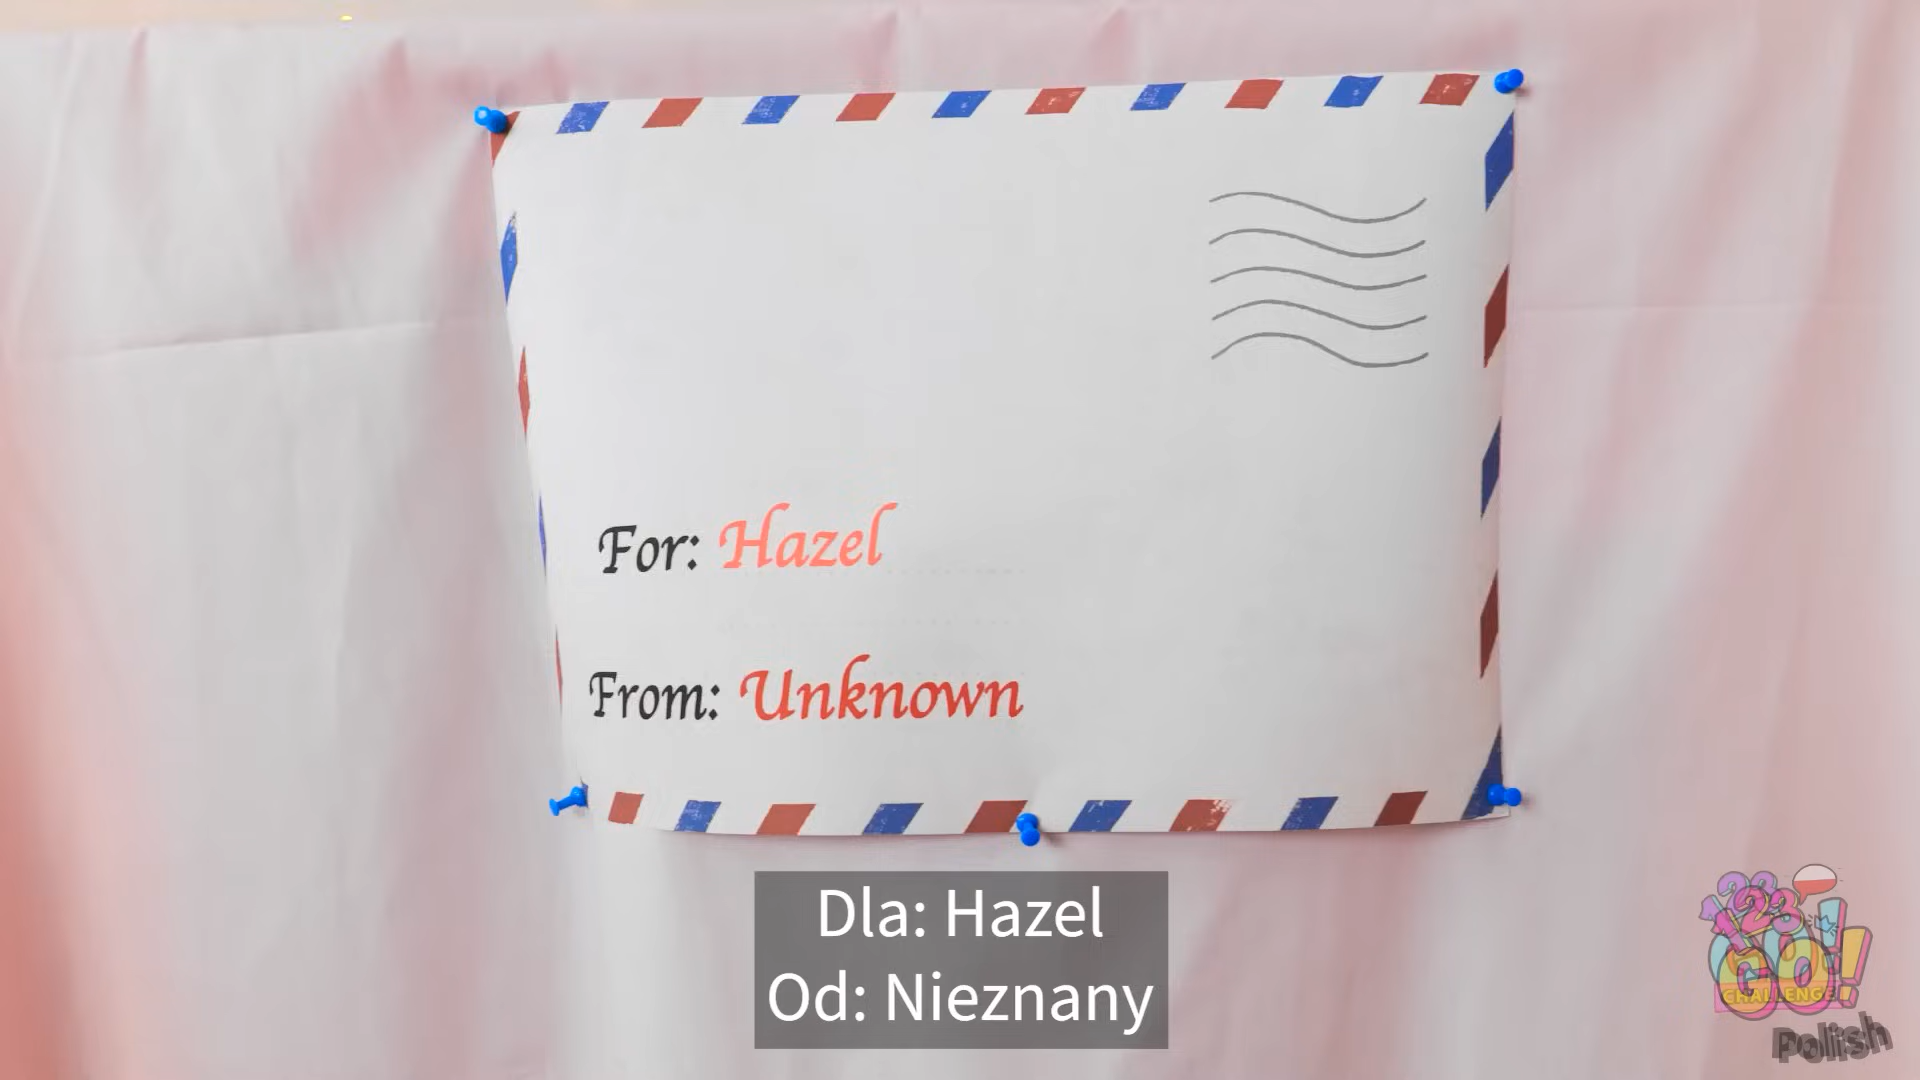 For: Hazel
From: Unknown
Dla: Hazel
Od: Nieznany
123
GO!
CHALLENGE
Polish